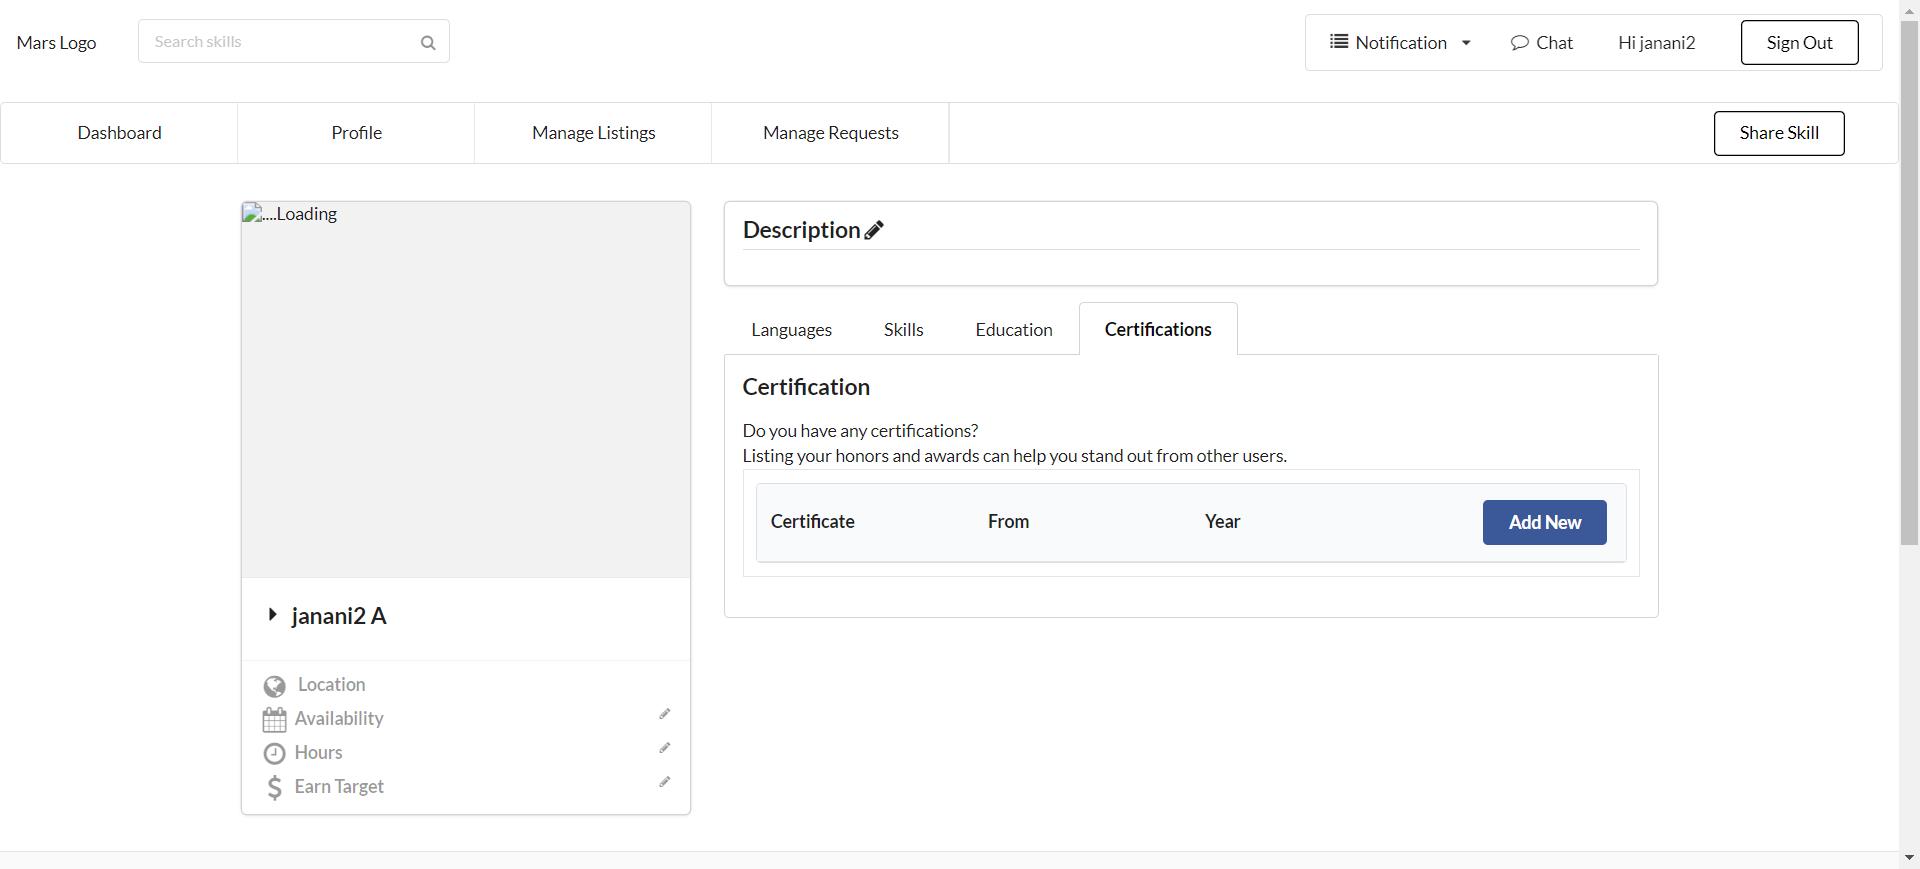 Mars Logo
Search skills
Notification
Chat
Hi janani2
Sign Out
Dashboard
Profile
Manage Listings
Manage Requests
Share Skill
....Loading
janani2 A
Location
Availability
Hours
Earn Target
Description
Languages
Skills
Education
Certifications
Certification
Do you have any certifications?
Listing your honors and awards can help you stand out from other users.
Certificate
From
Year
Add New